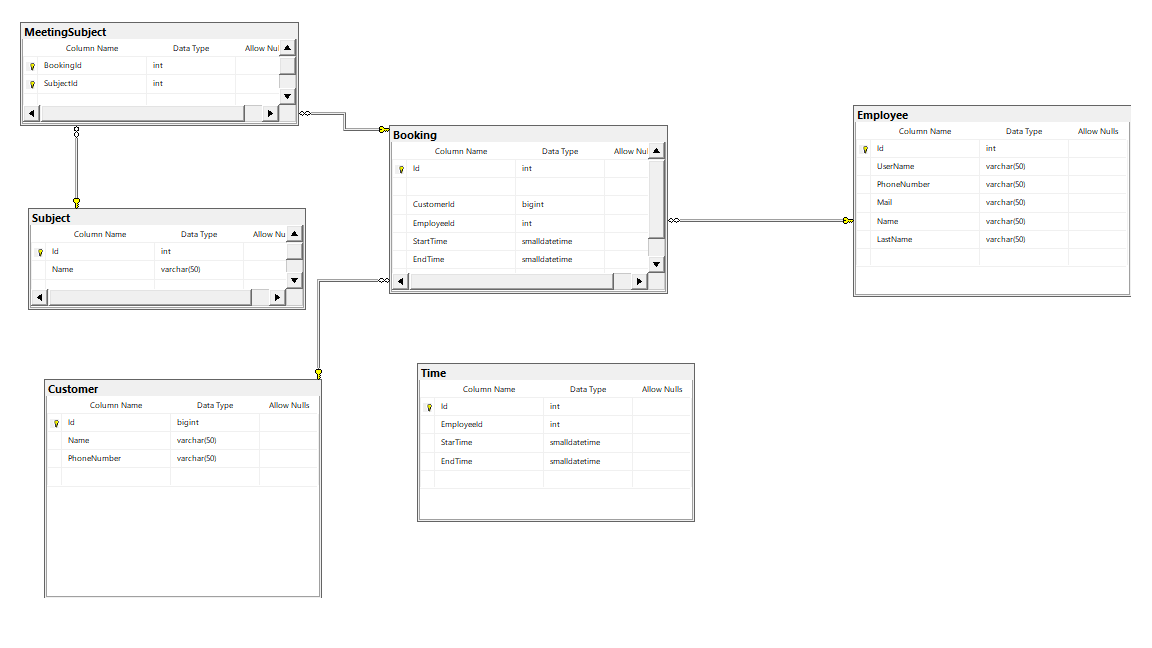 MeetingSubject
Column Name Data Type Allow Nul
BookingId int
SubjectId int
Booking
Column Name Data Type Allow Nul
Id int
CustomerId bigint
EmployeeId int
StartTime smalldatetime
EndTime smalldatetime
Employee
Column Name Data Type Allow Nulls
Id int
UserName varchar(50)
PhoneNumber varchar(50)
Mail varchar(50)
Name varchar(50)
LastName varchar(50)
Subject
Column Name Data Type Allow Nu
Id int
Name varchar(50)
Customer
Column Name Data Type Allow Nulls
Id bigint
Name varchar(50)
PhoneNumber varchar(50)
Time
Column Name Data Type Allow Nulls
Id int
EmployeeId int
StarTime smalldatetime
EndTime smalldatetime